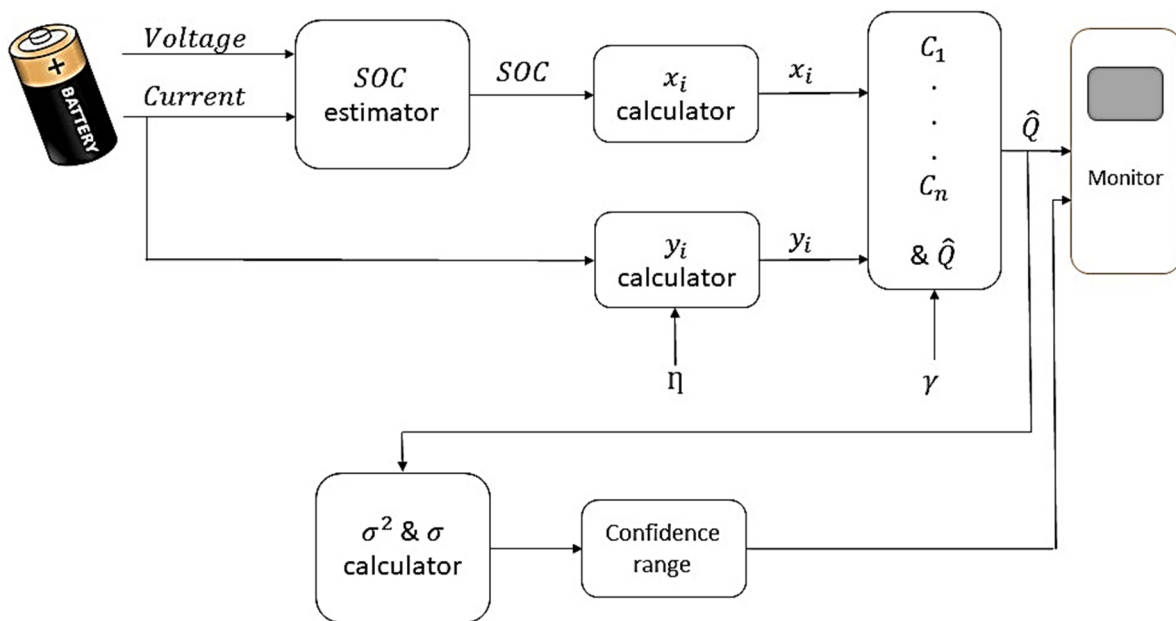 Voltage
Current
+
BATTERY
SOC
estimator
SOC
x_i
calculator
x_i
y_i
calculator
y_i
η
C_1
.
.
.
C_n
& Q̂
γ
Q̂
Monitor
σ² & σ
calculator
Confidence
range